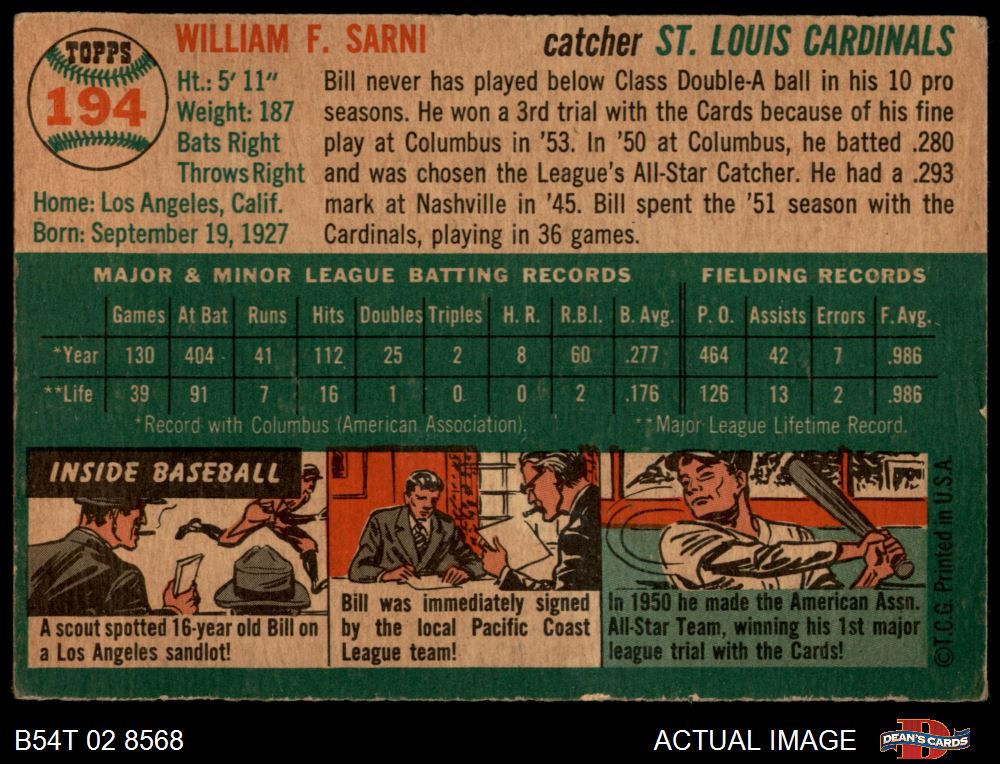 TOPPS
194
WILLIAM F. SARNI
catcher ST. LOUIS CARDINALS
Ht.: 5' 11"
Weight: 187
Bats Right
Throws Right
Home: Los Angeles, Calif.
Born: September 19, 1927
Bill never has played below Class Double-A ball in his 10 pro
seasons. He won a 3rd trial with the Cards because of his fine
play at Columbus in '53. In '50 at Columbus, he batted .280
and was chosen the League's All-Star Catcher. He had a .293
mark at Nashville in '45. Bill spent the '51 season with the
Cardinals, playing in 36 games.
MAJOR & MINOR LEAGUE BATTING RECORDS FIELDING RECORDS
Games At Bat Runs Hits Doubles Triples H. R. R.B.I. B. Avg. P. O. Assists Errors F. Avg.
*Year 130 404 41 112 25 2 8 60 .277 464 42 7 .986
**Life 39 91 7 16 1 0 0 2 .176 126 13 2 .986
*Record with Columbus (American Association). **Major League Lifetime Record.
INSIDE BASEBALL
A scout spotted 16-year old Bill on
a Los Angeles sandlot!
Bill was immediately signed
by the local Pacific Coast
League team!
In 1950 he made the American Assn.
All-Star Team, winning his 1st major
league trial with the Cards!
©T.C.G. Printed in U.S.A.
B54T 02 8568
ACTUAL IMAGE
D
DEAN'S CARDS